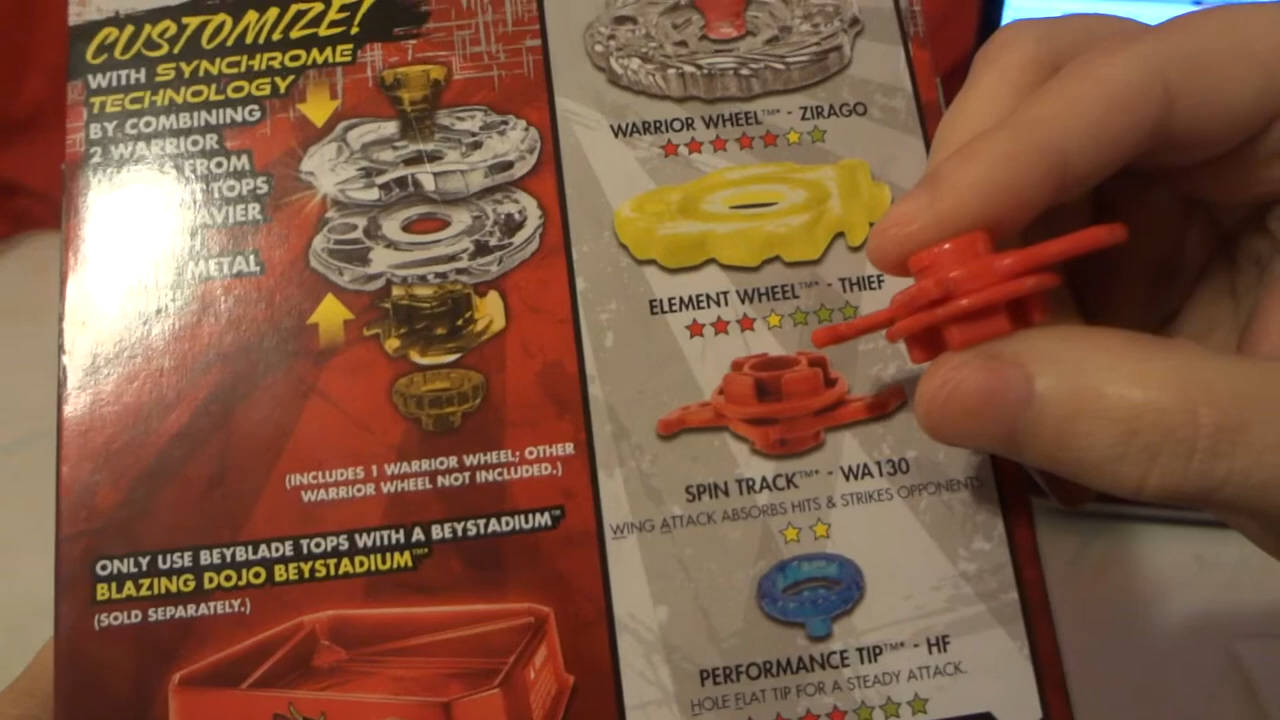 CUSTOMIZE!
WITH SYNCHROME
TECHNOLOGY
BY COMBINING
2 WARRIOR
FROM
TOPS
METAL
(INCLUDES 1 WARRIOR WHEEL; OTHER
WARRIOR WHEEL NOT INCLUDED.)
ONLY USE BEYBLADE TOPS WITH A BEYSTADIUM™
BLAZING DOJO BEYSTADIUM™*
(SOLD SEPARATELY.)
WARRIOR WHEEL™* - ZIRAGO
ELEMENT WHEEL™* - THIEF
SPIN TRACK™* - WA130
WING ATTACK ABSORBS HITS & STRIKES OPPONENTS
PERFORMANCE TIP™* - HF
HOLE FLAT TIP FOR A STEADY ATTACK.